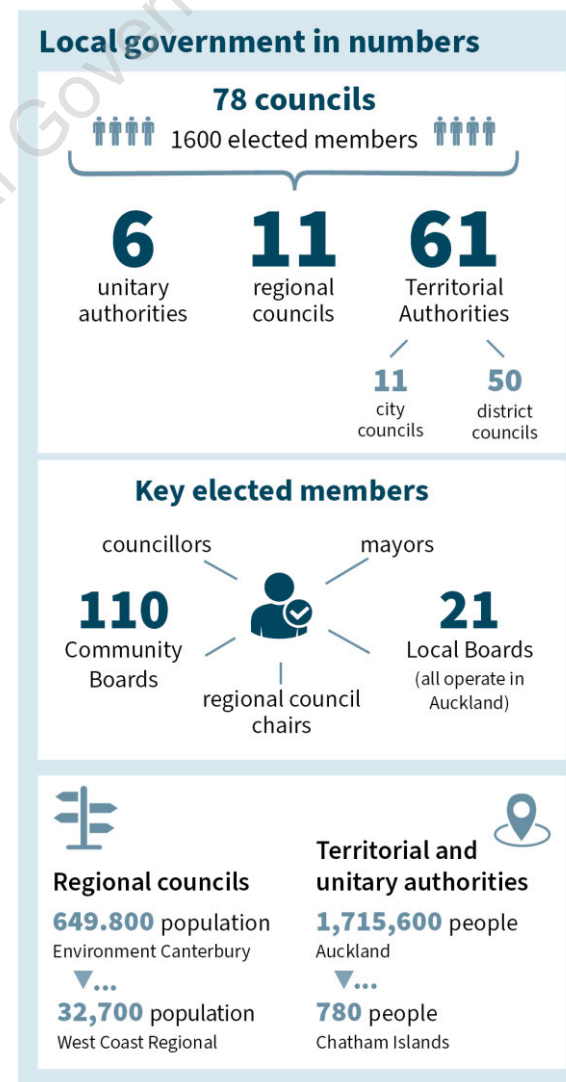 Local government in numbers
78 councils
1600 elected members
6
unitary
authorities
11
regional
councils
61
Territorial
Authorities
11
city
councils
50
district
councils
Key elected members
councillors
mayors
110
Community
Boards
21
Local Boards
(all operate in
Auckland)
regional council
chairs
Regional councils
649.800 population
Environment Canterbury
...
32,700 population
West Coast Regional
Territorial and
unitary authorities
1,715,600 people
Auckland
...
780 people
Chatham Islands